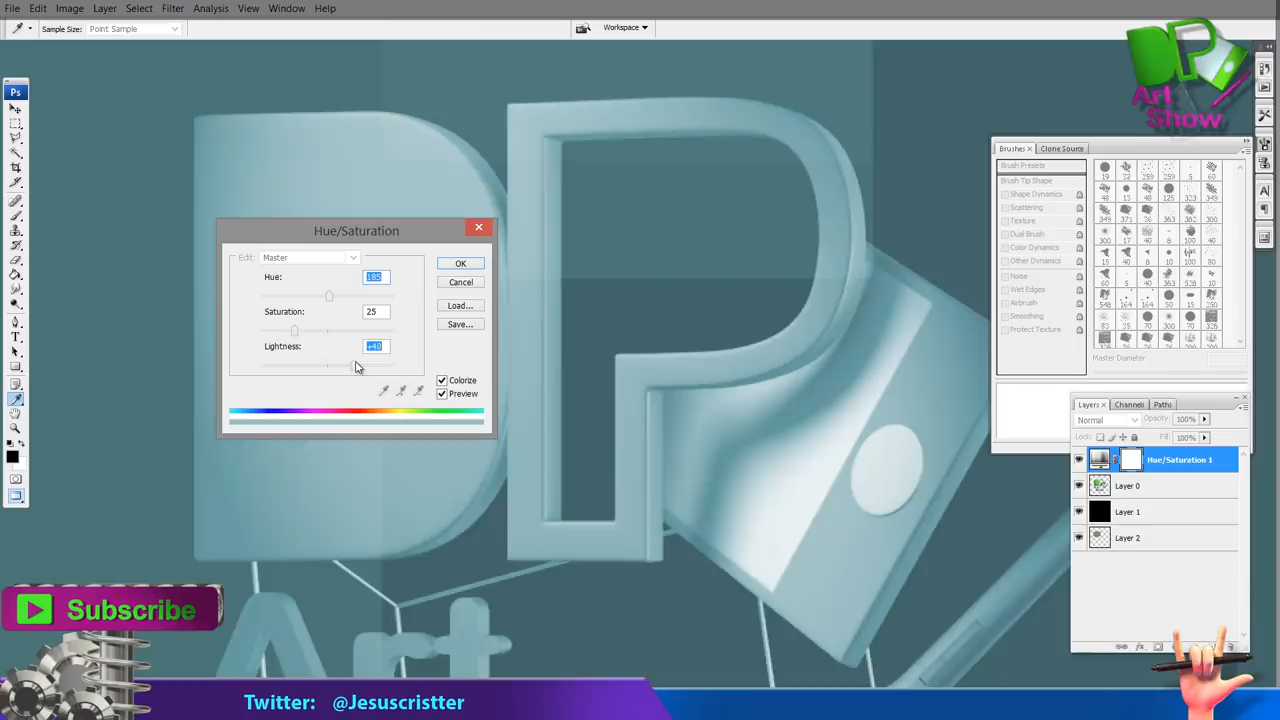 File Edit Image Layer Select Filter Analysis View Window Help
Sample Size: Point Sample
Workspace
Ps
DP
Art
Show
Brushes × Clone Source
Brush Presets
Brush Tip Shape
Shape Dynamics
Scattering
Texture
Dual Brush
Color Dynamics
Other Dynamics
Noise
Wet Edges
Airbrush
Smoothing
Protect Texture
Master Diameter
Hue/Saturation
Edit: Master
Hue: 185
Saturation: 25
Lightness: +40
OK
Cancel
Load...
Save...
Colorize
Preview
DP
Art
Layers × Channels Paths
Normal Opacity: 100%
Lock: Fill: 100%
Hue/Saturation 1
Layer 0
Layer 1
Layer 2
Subscribe
Twitter: @Jesuscristter